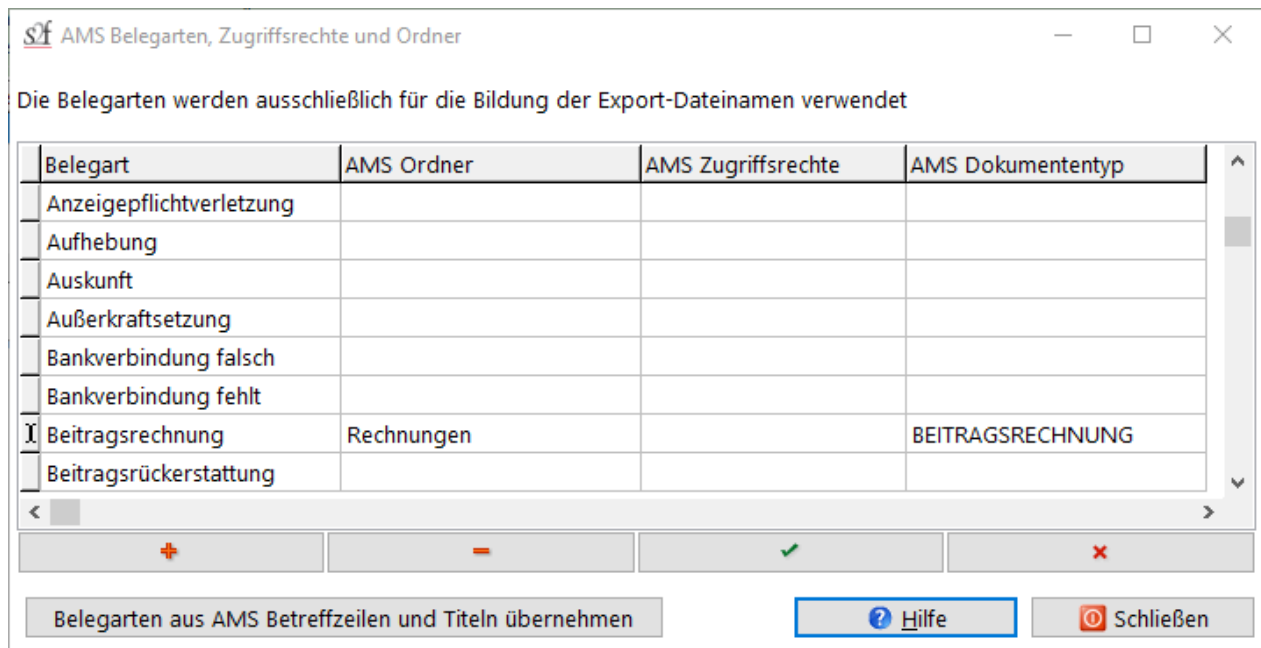 s2f AMS Belegarten, Zugriffsrechte und Ordner
Die Belegarten werden ausschließlich für die Bildung der Export-Dateinamen verwendet
Belegart AMS Ordner AMS Zugriffsrechte AMS Dokumententyp
Anzeigepflichtverletzung
Aufhebung
Auskunft
Außerkraftsetzung
Bankverbindung falsch
Bankverbindung fehlt
Beitragsrechnung Rechnungen BEITRAGSRECHNUNG
Beitragsrückerstattung
Belegarten aus AMS Betreffzeilen und Titeln übernehmen Hilfe Schließen